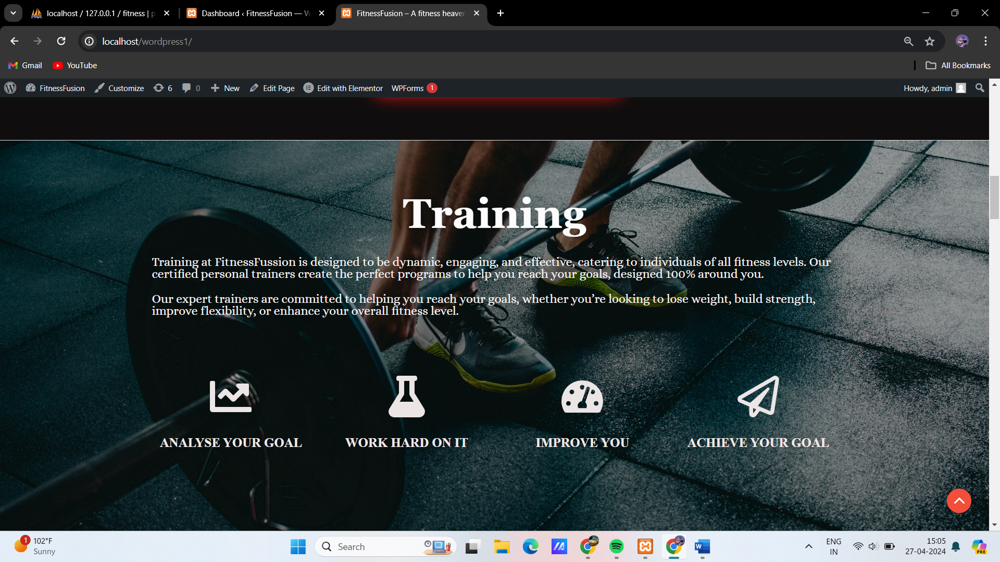 localhost / 127.0.0.1 / fitness | p
Dashboard ‹ FitnessFusion — W
FitnessFusion – A fitness heaven
localhost/wordpress1/
Gmail
YouTube
All Bookmarks
FitnessFusion
Customize
6
0
New
Edit Page
Edit with Elementor
WPForms 1
Howdy, admin
Training
Training at FitnessFussion is designed to be dynamic, engaging, and effective, catering to individuals of all fitness levels. Our
certified personal trainers create the perfect programs to help you reach your goals, designed 100% around you.
Our expert trainers are committed to helping you reach your goals, whether you’re looking to lose weight, build strength,
improve flexibility, or enhance your overall fitness level.
ANALYSE YOUR GOAL
WORK HARD ON IT
IMPROVE YOU
ACHIEVE YOUR GOAL
1
102°F
Sunny
Search
W
ENG
IN
15:05
27-04-2024
PRE